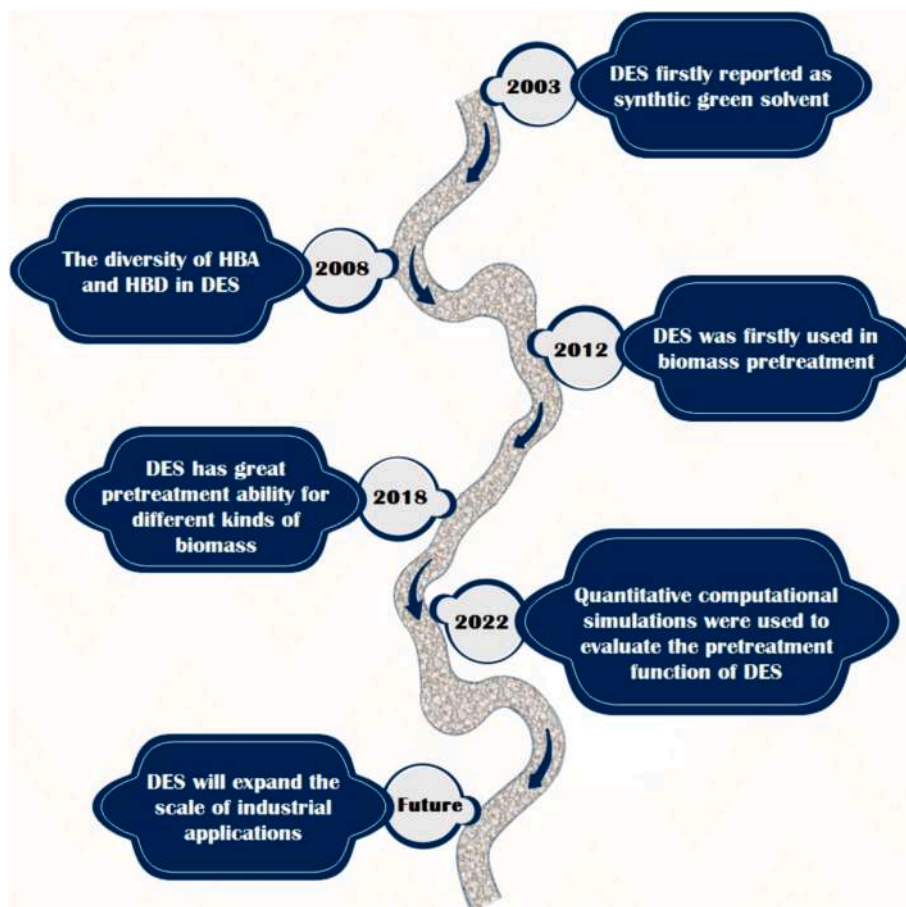 2003
DES firstly reported as
synthtic green solvent
The diversity of HBA
and HBD in DES
2008
2012
DES was firstly used in
biomass pretreatment
DES has great
pretreatment ability for
different kinds of
biomass
2018
2022
Quantitative computational
simulations were used to
evaluate the pretreatment
function of DES
DES will expand the
scale of industrial
applications
Future